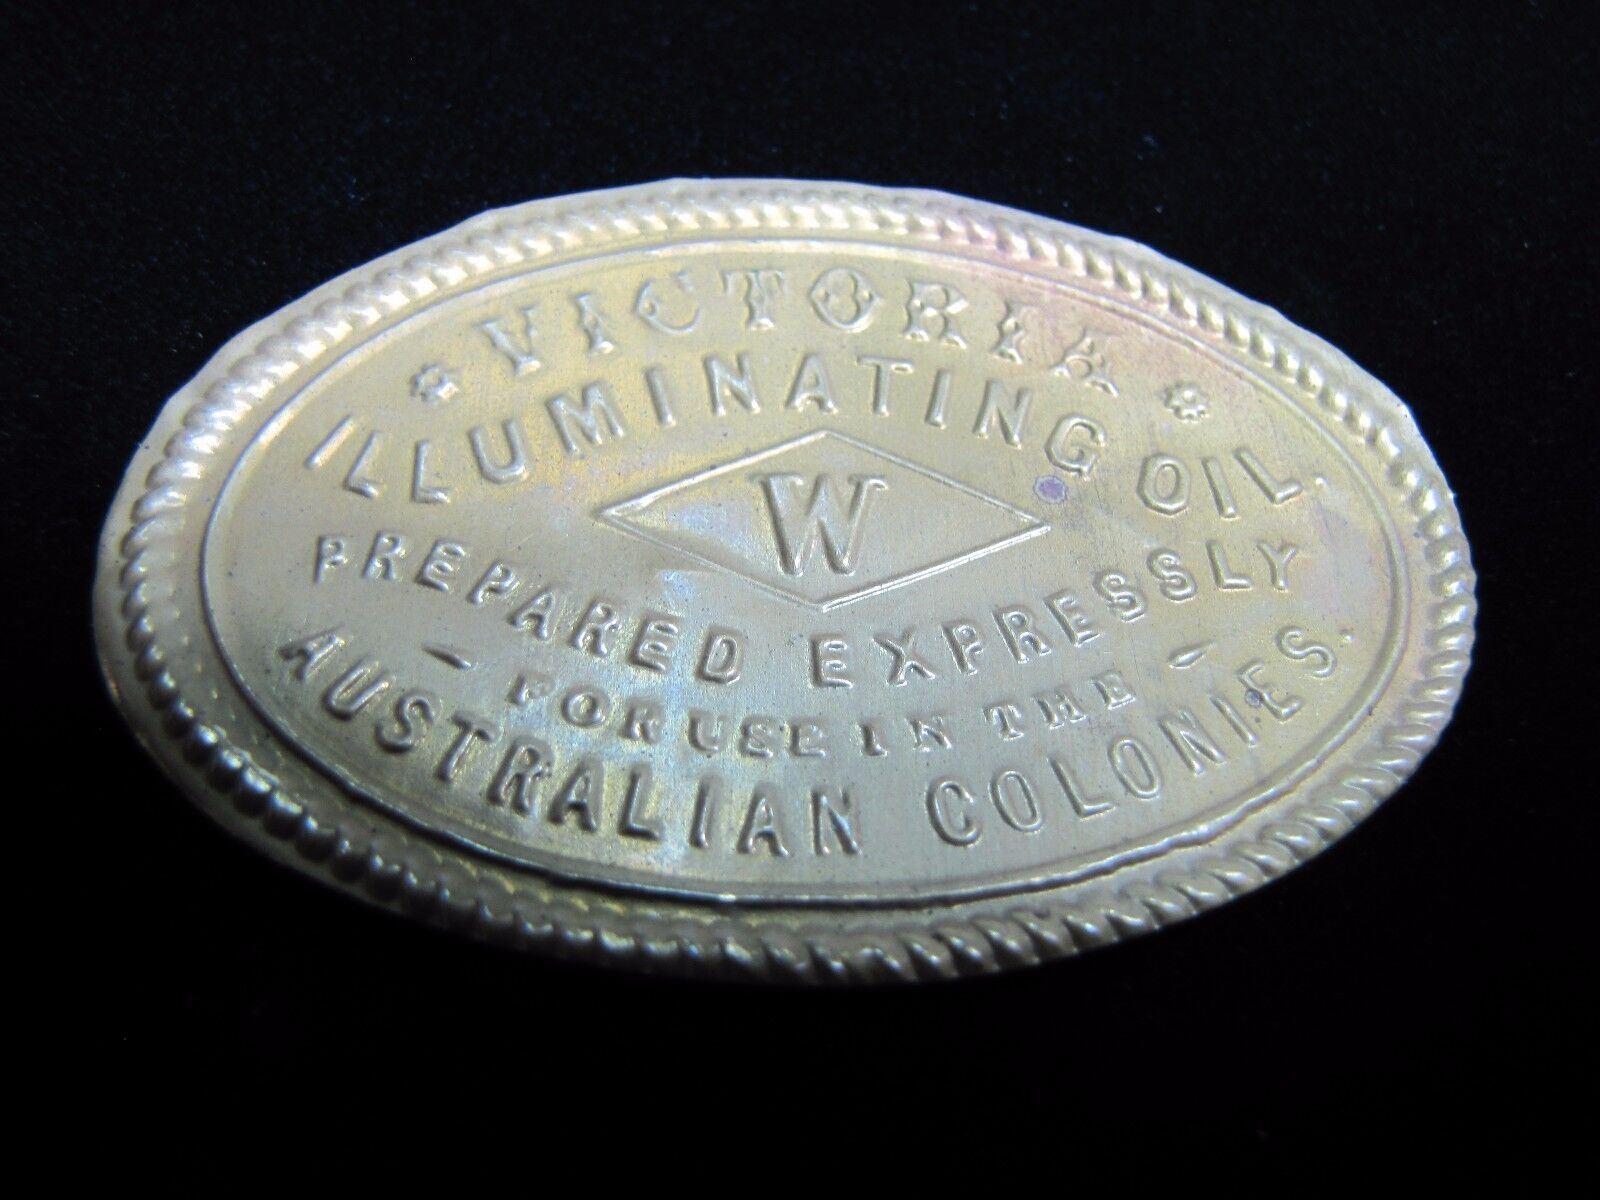 VICTORIA
ILLUMINATING OIL.
W
PREPARED EXPRESSLY
- FOR USE IN THE -
AUSTRALIAN COLONIES.